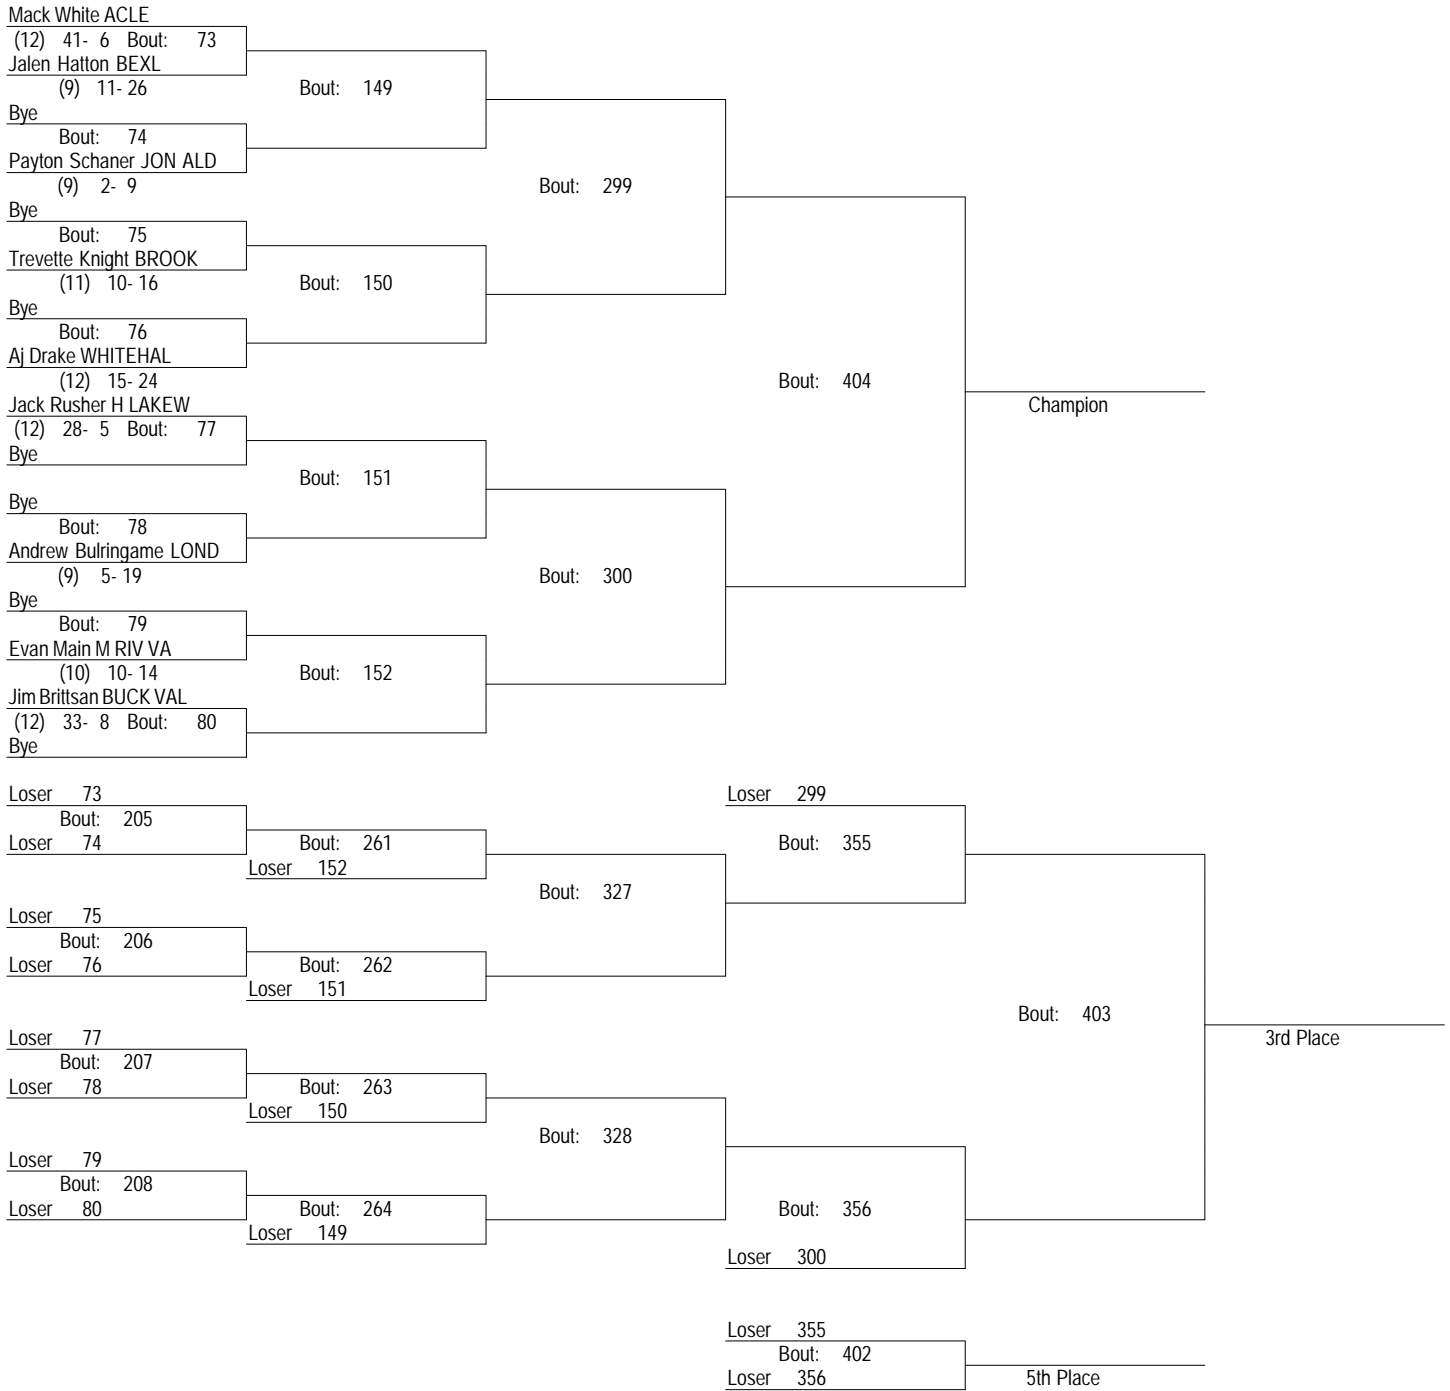 Mack White ACLE
(12) 41- 6 Bout: 73
Jalen Hatton BEXL
(9) 11- 26 Bout: 149
Bye
Bout: 74
Payton Schaner JON ALD
(9) 2- 9 Bout: 299
Bye
Bout: 75
Trevette Knight BROOK
(11) 10- 16 Bout: 150
Bye
Bout: 76
Aj Drake WHITEHAL
(12) 15- 24 Bout: 404
Jack Rusher H LAKEW Champion
(12) 28- 5 Bout: 77
Bye
Bout: 151
Bye
Bout: 78
Andrew Bulringame LOND
(9) 5- 19 Bout: 300
Bye
Bout: 79
Evan Main M RIV VA
(10) 10- 14 Bout: 152
Jim Brittsan BUCK VAL
(12) 33- 8 Bout: 80
Bye
Loser 73 Loser 299
Bout: 205
Loser 74 Bout: 261 Bout: 355
Loser 152
Bout: 327
Loser 75
Bout: 206
Loser 76 Bout: 262
Loser 151
Bout: 403
Loser 77 3rd Place
Bout: 207
Loser 78 Bout: 263
Loser 150
Bout: 328
Loser 79
Bout: 208
Loser 80 Bout: 264 Bout: 356
Loser 149
Loser 300
Loser 355
Bout: 402
Loser 356 5th Place